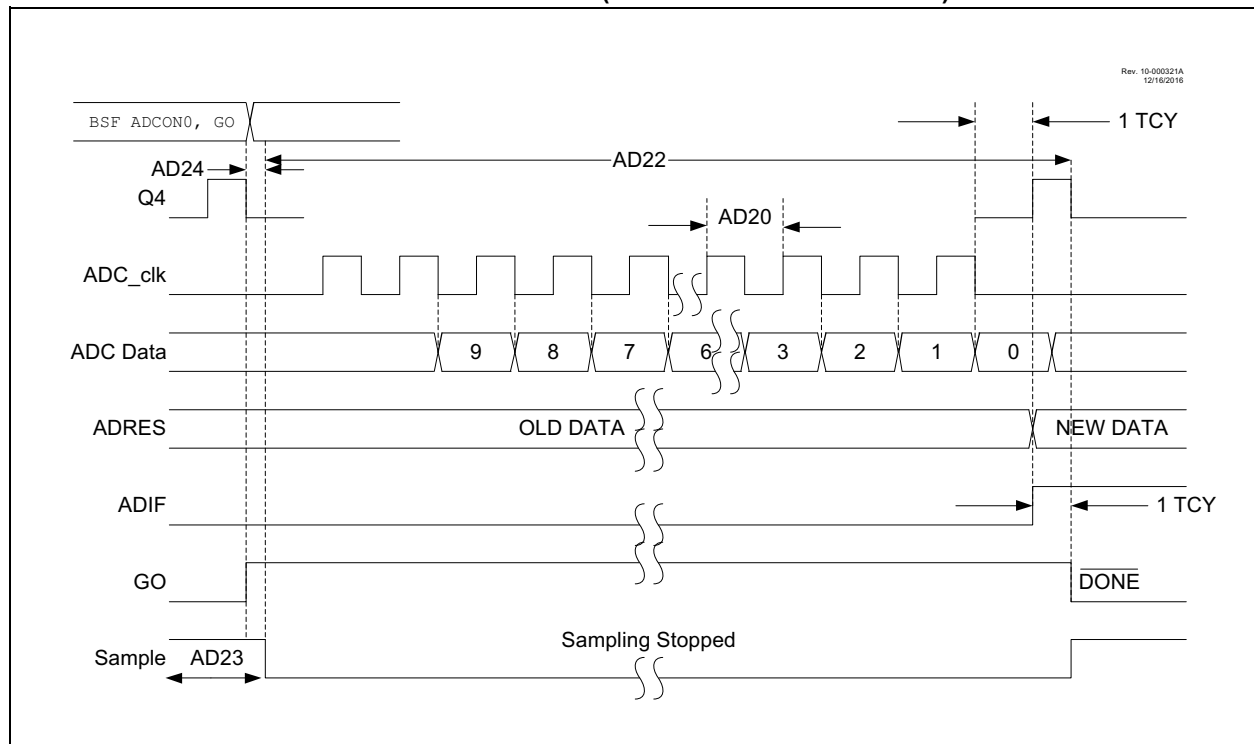 Rev. 10-000321A
12/16/2016
BSF ADCON0, GO
1 TCY
AD24
AD22
Q4
AD20
ADC_clk
ADC Data
9 8 7 6 3 2 1 0
ADRES
OLD DATA
NEW DATA
ADIF
1 TCY
GO
DONE
Sampling Stopped
Sample
AD23